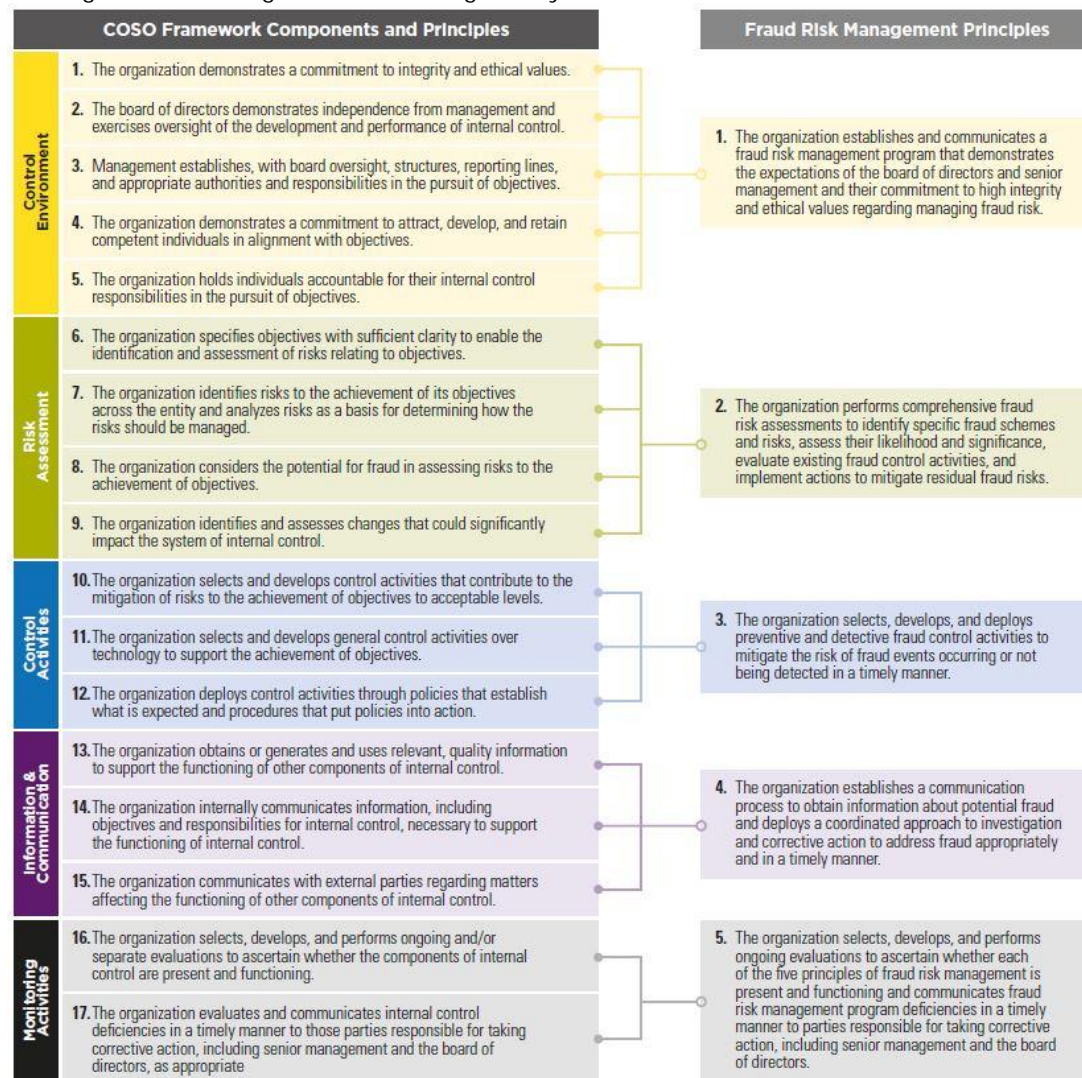 COSO Framework Components and Principles
Fraud Risk Management Principles
Control
Environment
1. The organization demonstrates a commitment to integrity and ethical values.
2. The board of directors demonstrates independence from management and
exercises oversight of the development and performance of internal control.
3. Management establishes, with board oversight, structures, reporting lines,
and appropriate authorities and responsibilities in the pursuit of objectives.
4. The organization demonstrates a commitment to attract, develop, and retain
competent individuals in alignment with objectives.
5. The organization holds individuals accountable for their internal control
responsibilities in the pursuit of objectives.
1. The organization establishes and communicates a
fraud risk management program that demonstrates
the expectations of the board of directors and senior
management and their commitment to high integrity
and ethical values regarding managing fraud risk.
Risk
Assessment
6. The organization specifies objectives with sufficient clarity to enable the
identification and assessment of risks relating to objectives.
7. The organization identifies risks to the achievement of its objectives
across the entity and analyzes risks as a basis for determining how the
risks should be managed.
8. The organization considers the potential for fraud in assessing risks to the
achievement of objectives.
9. The organization identifies and assesses changes that could significantly
impact the system of internal control.
2. The organization performs comprehensive fraud
risk assessments to identify specific fraud schemes
and risks, assess their likelihood and significance,
evaluate existing fraud control activities, and
implement actions to mitigate residual fraud risks.
Control
Activities
10. The organization selects and develops control activities that contribute to the
mitigation of risks to the achievement of objectives to acceptable levels.
11. The organization selects and develops general control activities over
technology to support the achievement of objectives.
12. The organization deploys control activities through policies that establish
what is expected and procedures that put policies into action.
3. The organization selects, develops, and deploys
preventive and detective fraud control activities to
mitigate the risk of fraud events occurring or not
being detected in a timely manner.
Information &
Communication
13. The organization obtains or generates and uses relevant, quality information
to support the functioning of other components of internal control.
14. The organization internally communicates information, including
objectives and responsibilities for internal control, necessary to support
the functioning of internal control.
15. The organization communicates with external parties regarding matters
affecting the functioning of other components of internal control.
4. The organization establishes a communication
process to obtain information about potential fraud
and deploys a coordinated approach to investigation
and corrective action to address fraud appropriately
and in a timely manner.
Monitoring
Activities
16. The organization selects, develops, and performs ongoing and/or
separate evaluations to ascertain whether the components of internal
control are present and functioning.
17. The organization evaluates and communicates internal control
deficiencies in a timely manner to those parties responsible for taking
corrective action, including senior management and the board of
directors, as appropriate
5. The organization selects, develops, and performs
ongoing evaluations to ascertain whether each
of the five principles of fraud risk management is
present and functioning and communicates fraud
risk management program deficiencies in a timely
manner to parties responsible for taking corrective
action, including senior management and the board
of directors.